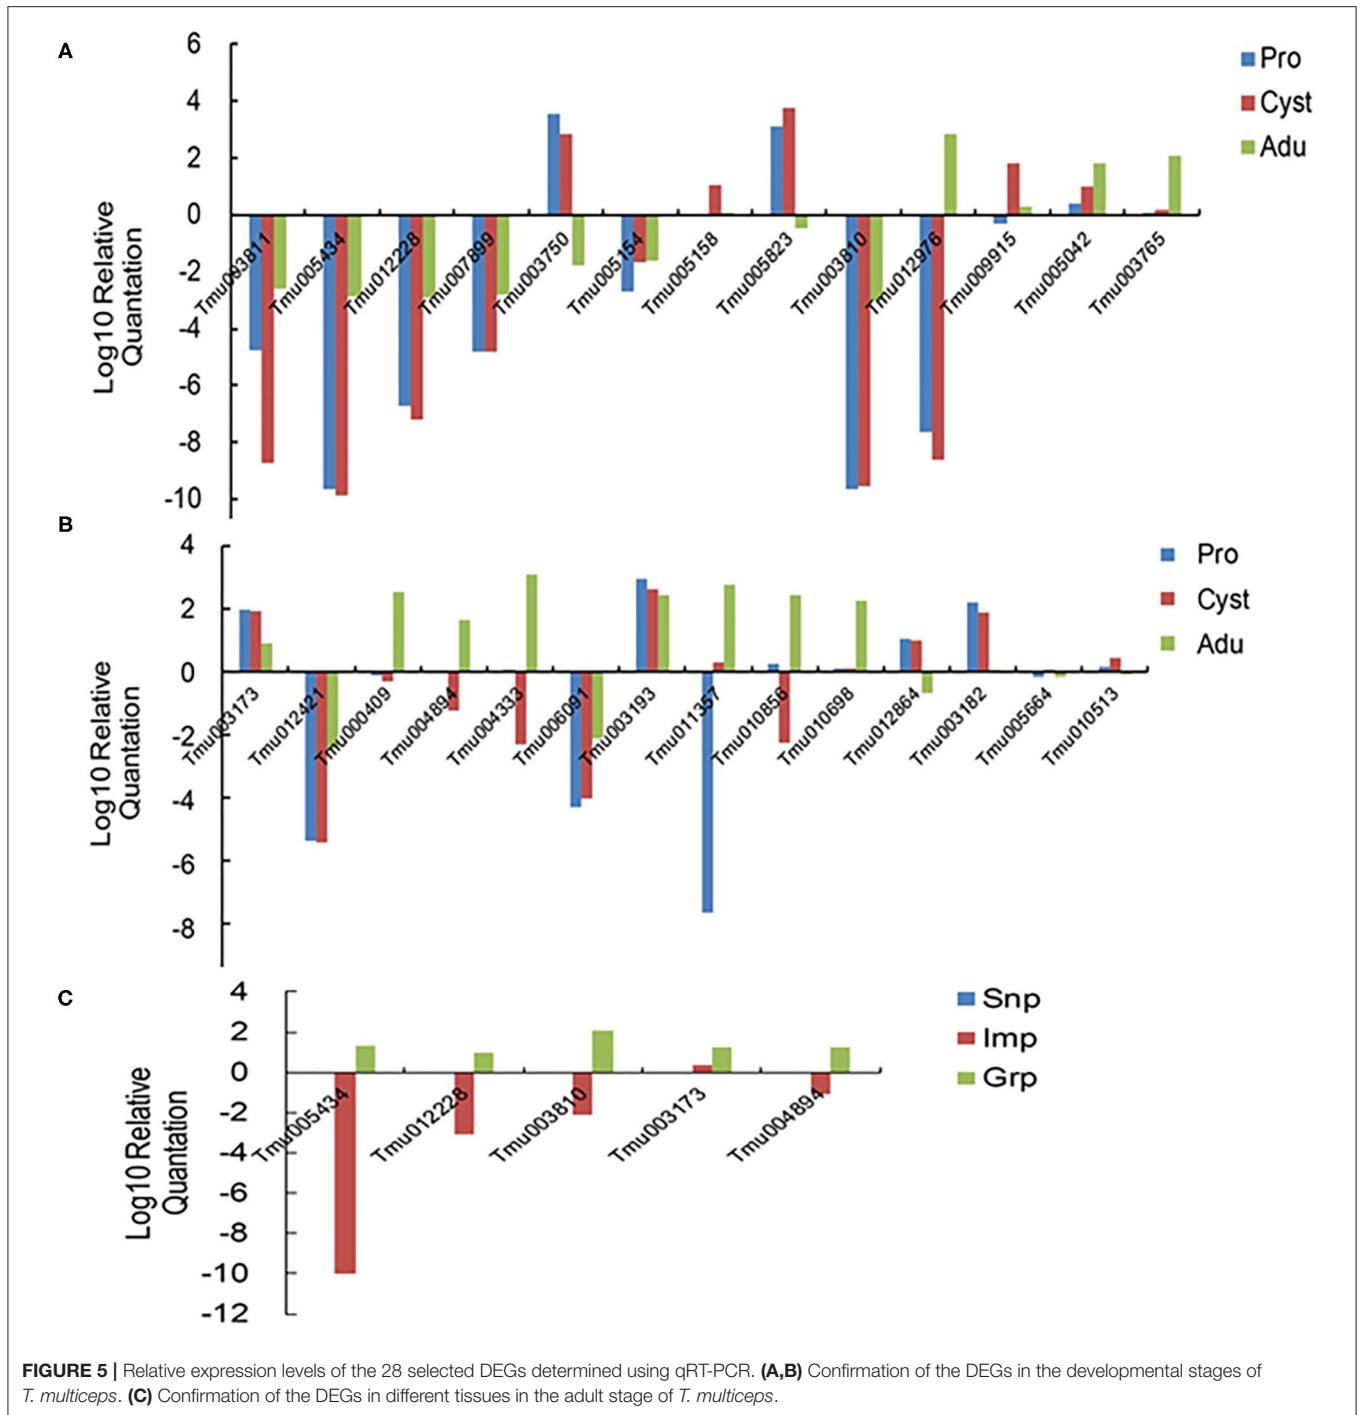 A
6
4
2
0
-2
-4
-6
-8
-10
Log10 Relative
Quantation
Pro
Cyst
Adu
Tmu003811
Tmu005434
Tmu012228
Tmu007899
Tmu003750
Tmu005154
Tmu005158
Tmu005823
Tmu003810
Tmu012976
Tmu009915
Tmu005042
Tmu003765
B
4
2
0
-2
-4
-6
-8
Log10 Relative
Quantation
Pro
Cyst
Adu
Tmu003173
Tmu012421
Tmu000409
Tmu004894
Tmu004333
Tmu006091
Tmu003193
Tmu011357
Tmu010858
Tmu010698
Tmu012864
Tmu003182
Tmu005664
Tmu010513
C
4
2
0
-2
-4
-6
-8
-10
-12
Log10 Relative
Quantation
Snp
Imp
Grp
Tmu005434
Tmu012228
Tmu003810
Tmu003173
Tmu004894
FIGURE 5 | Relative expression levels of the 28 selected DEGs determined using qRT-PCR. (A,B) Confirmation of the DEGs in the developmental stages of
T. multiceps. (C) Confirmation of the DEGs in different tissues in the adult stage of T. multiceps.